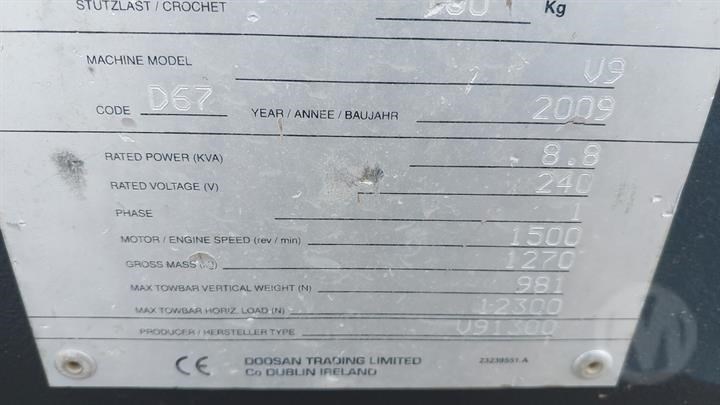 STUTZLAST / CROCHET Kg
MACHINE MODEL V9
CODE D67 YEAR / ANNEE / BAUJAHR 2009
RATED POWER (KVA) 8.8
RATED VOLTAGE (V) 240
PHASE 1
MOTOR / ENGINE SPEED (rev / min) 1500
GROSS MASS 1270
MAX TOWBAR VERTICAL WEIGHT (N) 981
MAX TOWBAR HORIZ. LOAD (N) 12300
PRODUCER / HERSTELLER TYPE V91300
CE DOOSAN TRADING LIMITED 23239551.A
Co DUBLIN IRELAND